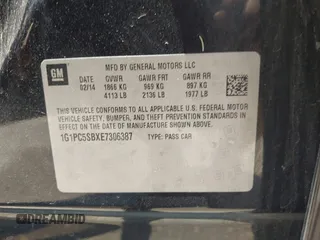 GM
MFD BY GENERAL MOTORS LLC
DATE GVWR GAWR FRT GAWR RR
02/14 1866 KG 969 KG 897 KG
4113 LB 2136 LB 1977 LB
THIS VEHICLE CONFORMS TO ALL APPLICABLE U.S. FEDERAL MOTOR
VEHICLE SAFETY, BUMPER, AND THEFT PREVENTION STANDARDS IN
EFFECT ON THE DATE OF MANUFACTURE SHOWN ABOVE.
1G1PC5SBXE7306387 TYPE: PASS CAR
DREAMBID